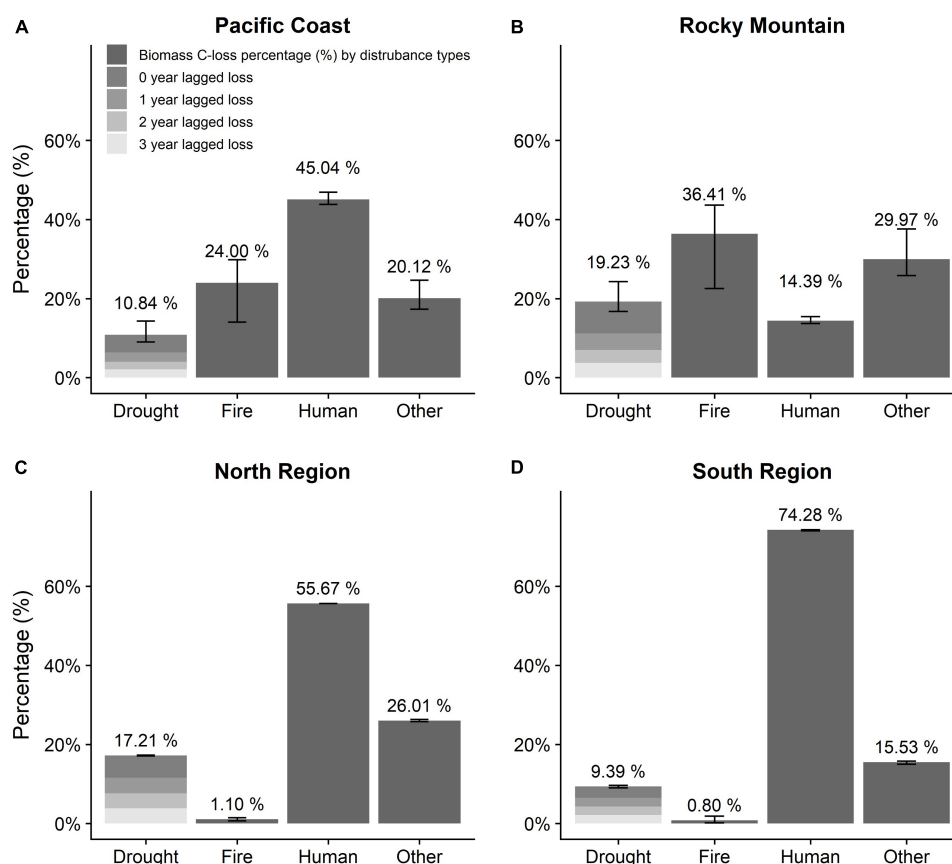 A
Pacific Coast
Biomass C-loss percentage (%) by distrubance types
0 year lagged loss
1 year lagged loss
2 year lagged loss
3 year lagged loss
Percentage (%)
60%
40%
20%
0%
10.84 %
24.00 %
45.04 %
20.12 %
Drought Fire Human Other
B
Rocky Mountain
60%
40%
20%
0%
19.23 %
36.41 %
14.39 %
29.97 %
Drought Fire Human Other
C
North Region
Percentage (%)
60%
40%
20%
0%
17.21 %
1.10 %
55.67 %
26.01 %
Drought Fire Human Other
D
South Region
60%
40%
20%
0%
9.39 %
0.80 %
74.28 %
15.53 %
Drought Fire Human Other